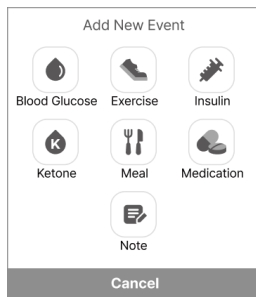 Add New Event
Blood Glucose Exercise Insulin
K
Ketone Meal Medication
Note
Cancel